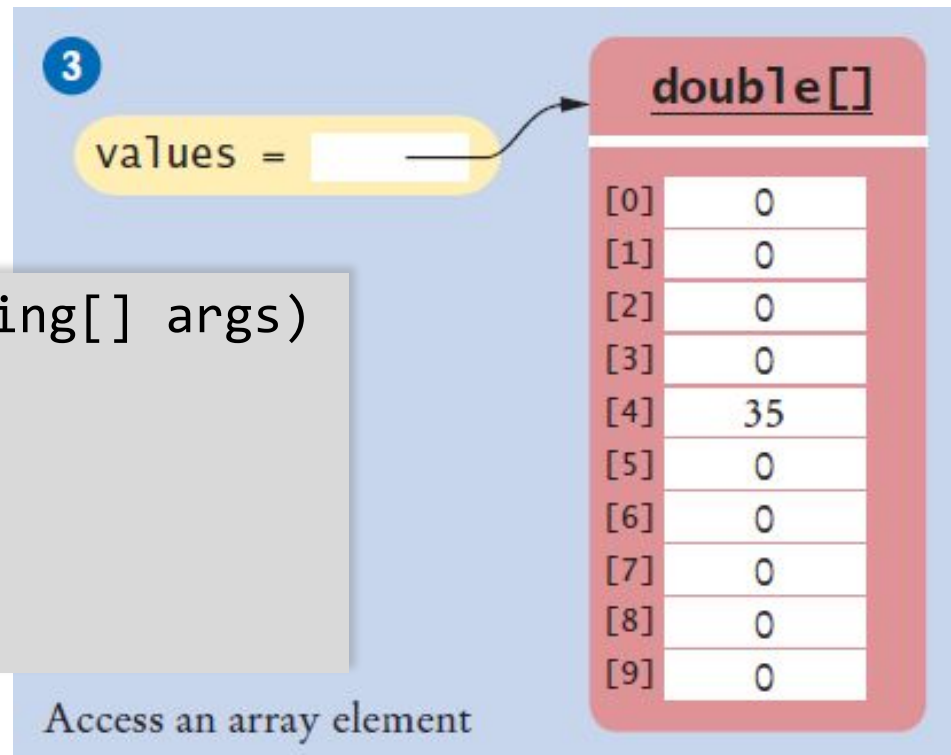 3
values =
double[]
[0] 0
[1] 0
[2] 0
[3] 0
[4] 35
[5] 0
[6] 0
[7] 0
[8] 0
[9] 0
ing[] args)
Access an array element